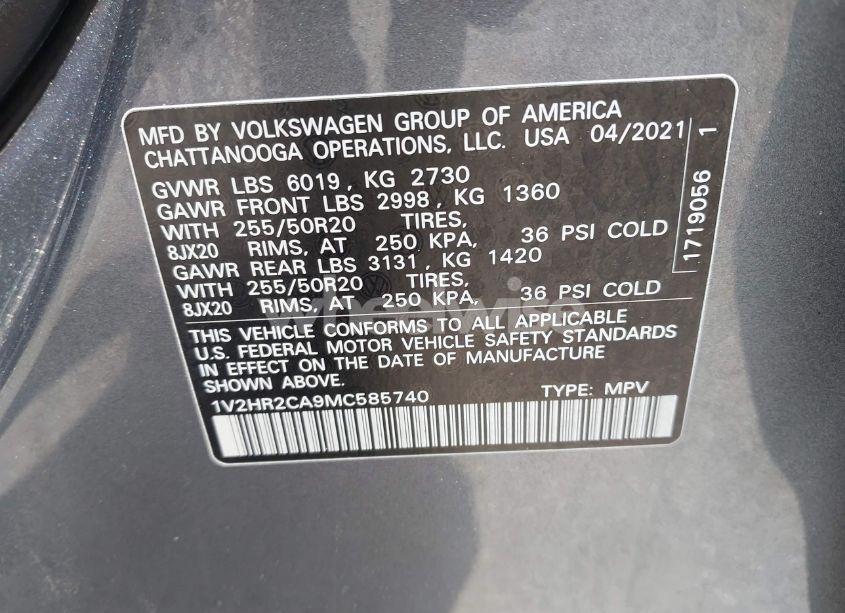 MFD BY VOLKSWAGEN GROUP OF AMERICA
CHATTANOOGA OPERATIONS, LLC. USA 04/2021
GVWR LBS 6019, KG 2730
GAWR FRONT LBS 2998, KG 1360
WITH 255/50R20 TIRES,
8JX20 RIMS, AT 250 KPA, 36 PSI COLD
GAWR REAR LBS 3131, KG 1420
WITH 255/50R20 TIRES,
8JX20 RIMS, AT 250 KPA, 36 PSI COLD
THIS VEHICLE CONFORMS TO ALL APPLICABLE
U.S. FEDERAL MOTOR VEHICLE SAFETY STANDARDS
IN EFFECT ON THE DATE OF MANUFACTURE
SHOWN ABOVE.
1V2HR2CA9MC585740 TYPE: MPV
1719056 1